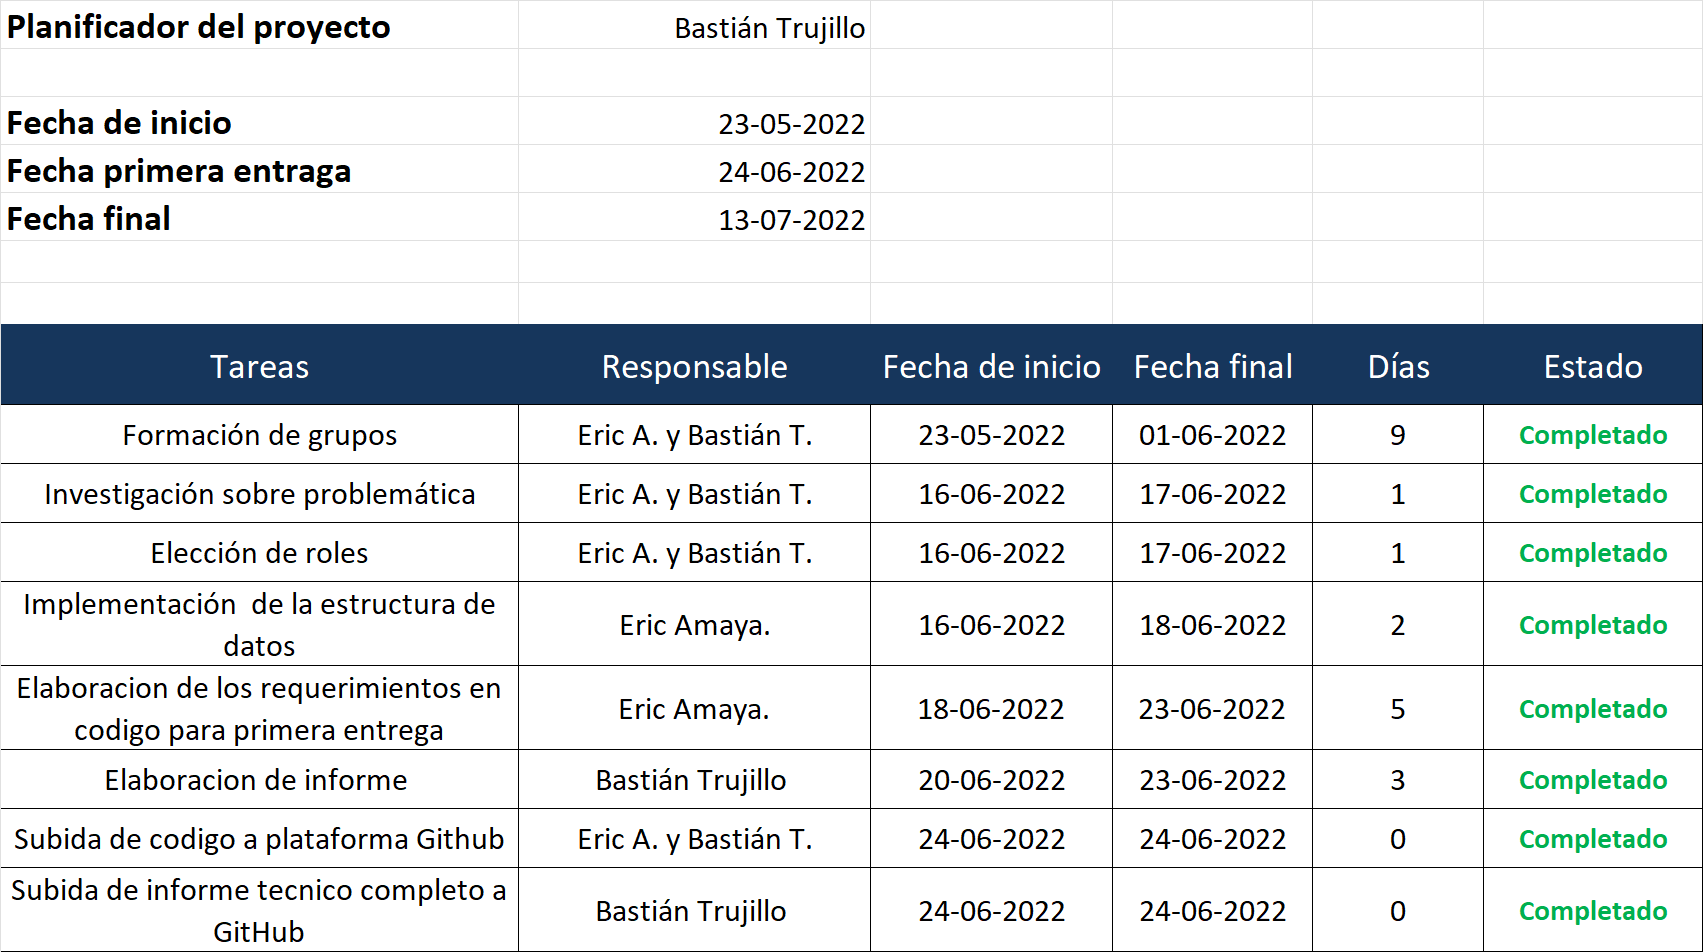 Planificador del proyecto Bastián Trujillo
Fecha de inicio 23-05-2022
Fecha primera entraga 24-06-2022
Fecha final 13-07-2022
Tareas Responsable Fecha de inicio Fecha final Días Estado
Formación de grupos Eric A. y Bastián T. 23-05-2022 01-06-2022 9 Completado
Investigación sobre problemática Eric A. y Bastián T. 16-06-2022 17-06-2022 1 Completado
Elección de roles Eric A. y Bastián T. 16-06-2022 17-06-2022 1 Completado
Implementación  de la estructura de
datos Eric Amaya. 16-06-2022 18-06-2022 2 Completado
Elaboracion de los requerimientos en
codigo para primera entrega Eric Amaya. 18-06-2022 23-06-2022 5 Completado
Elaboracion de informe Bastián Trujillo 20-06-2022 23-06-2022 3 Completado
Subida de codigo a plataforma Github Eric A. y Bastián T. 24-06-2022 24-06-2022 0 Completado
Subida de informe tecnico completo a
GitHub Bastián Trujillo 24-06-2022 24-06-2022 0 Completado